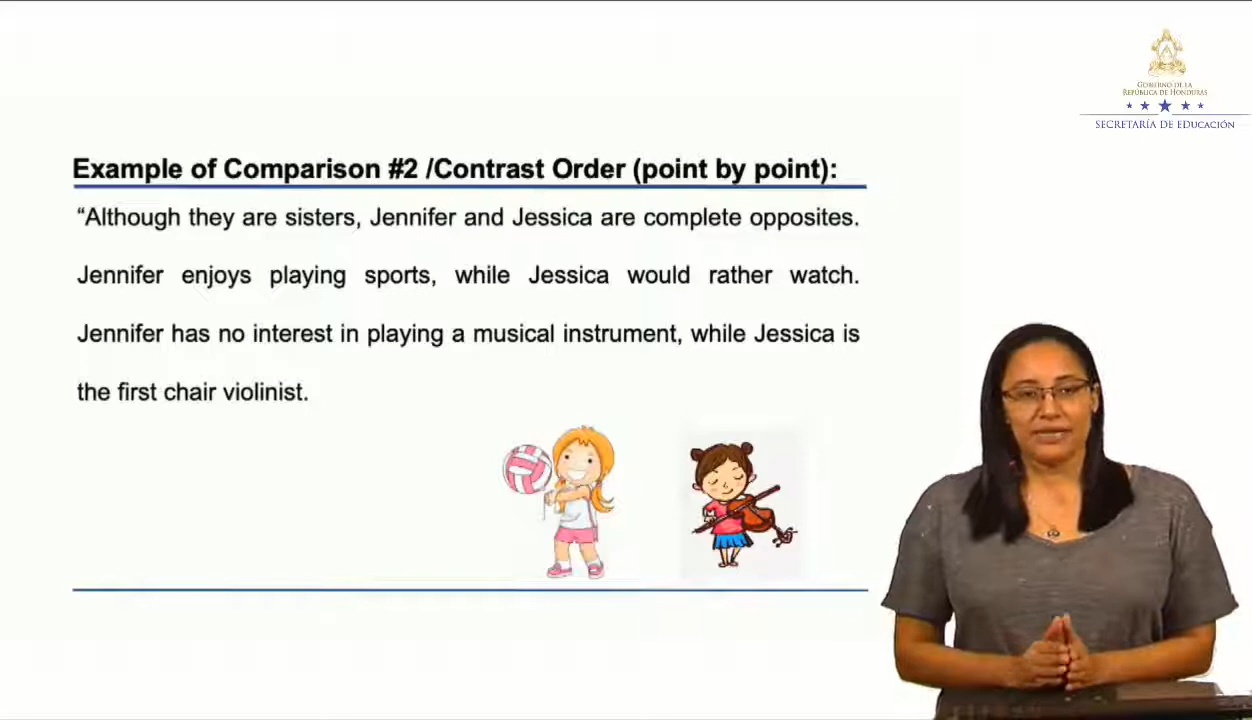 GOBIERNO DE LA
REPÚBLICA DE HONDURAS
SECRETARÍA DE EDUCACIÓN
Example of Comparison #2 /Contrast Order (point by point):
“Although they are sisters, Jennifer and Jessica are complete opposites.
Jennifer enjoys playing sports, while Jessica would rather watch.
Jennifer has no interest in playing a musical instrument, while Jessica is
the first chair violinist.